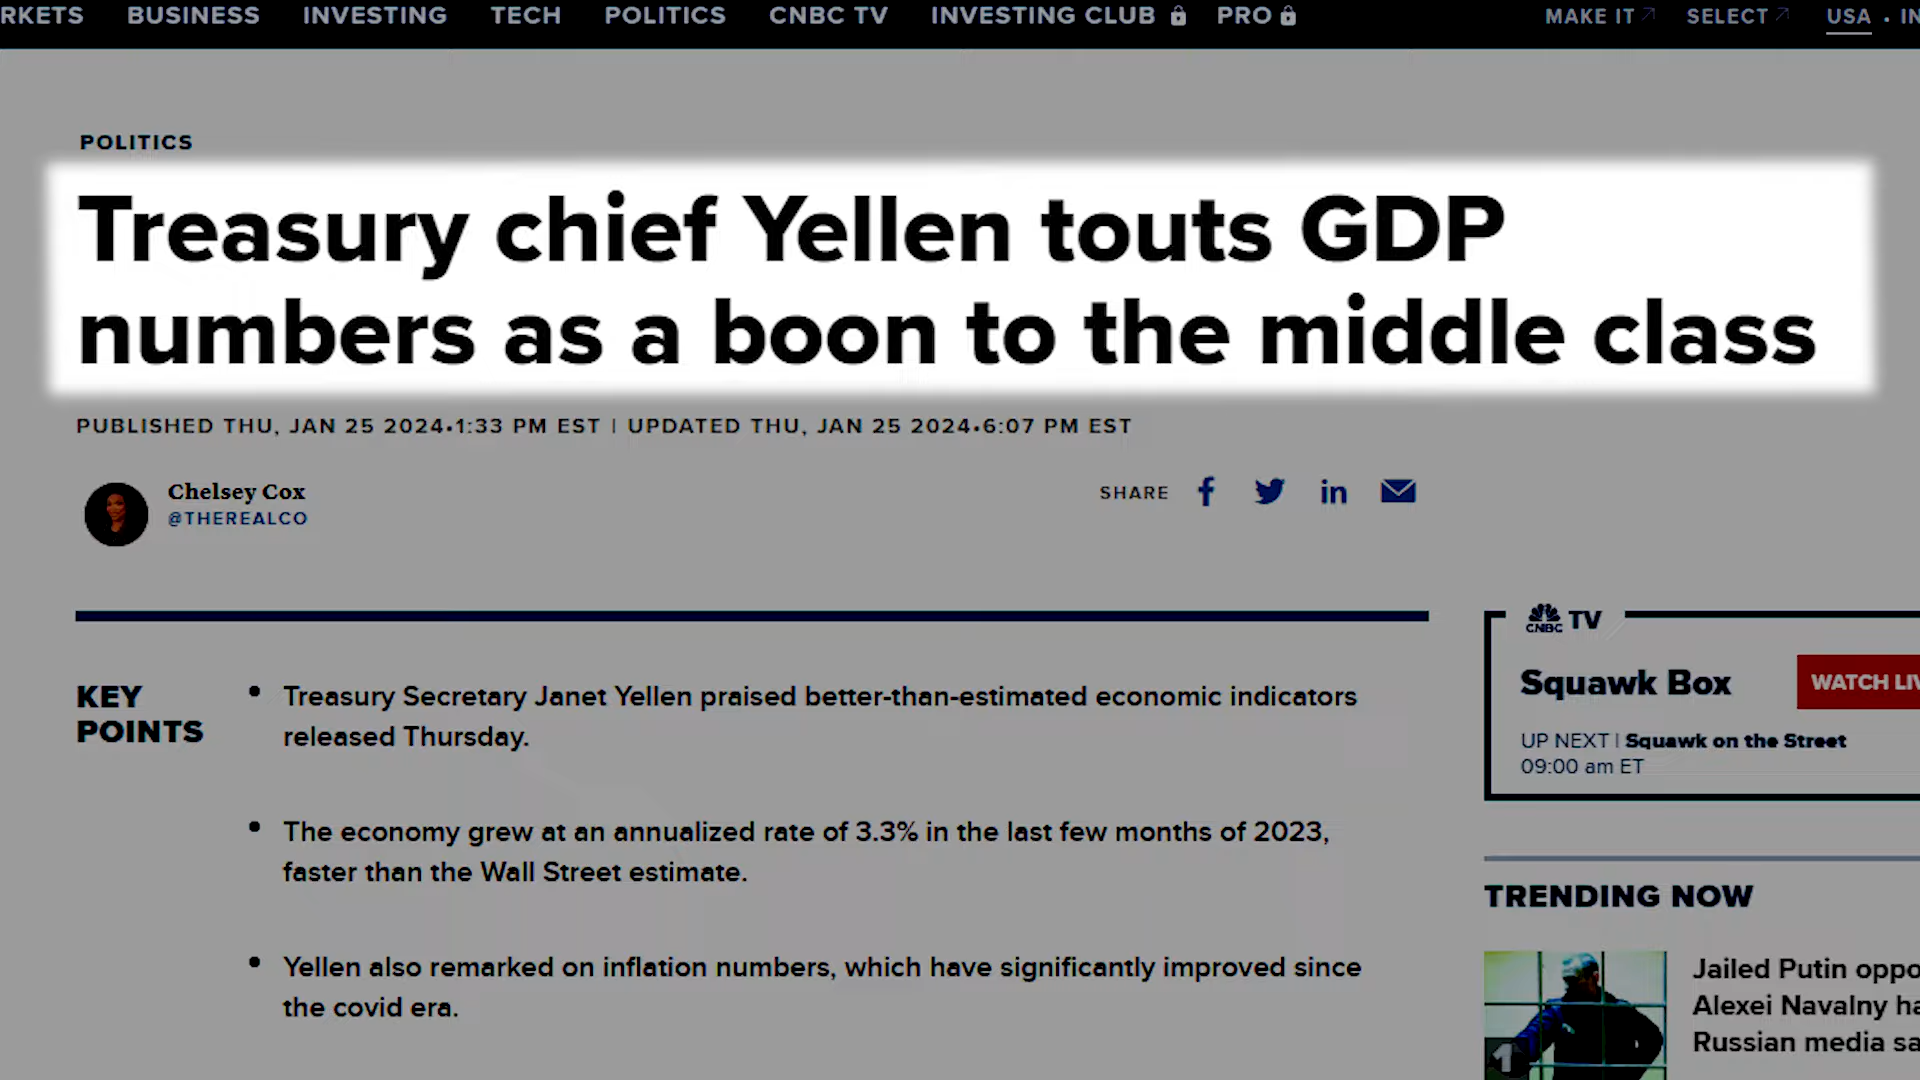 RKETS BUSINESS INVESTING TECH POLITICS CNBC TV INVESTING CLUB PRO MAKE IT SELECT USA • IN
POLITICS
Treasury chief Yellen touts GDP
numbers as a boon to the middle class
PUBLISHED THU, JAN 25 2024•1:33 PM EST | UPDATED THU, JAN 25 2024•6:07 PM EST
Chelsey Cox
@THEREALCO
SHARE
KEY
POINTS
• Treasury Secretary Janet Yellen praised better-than-estimated economic indicators
released Thursday.
• The economy grew at an annualized rate of 3.3% in the last few months of 2023,
faster than the Wall Street estimate.
• Yellen also remarked on inflation numbers, which have significantly improved since
the covid era.
CNBC TV
Squawk Box
WATCH LIV
UP NEXT | Squawk on the Street
09:00 am ET
TRENDING NOW
1
Jailed Putin oppo
Alexei Navalny ha
Russian media sa